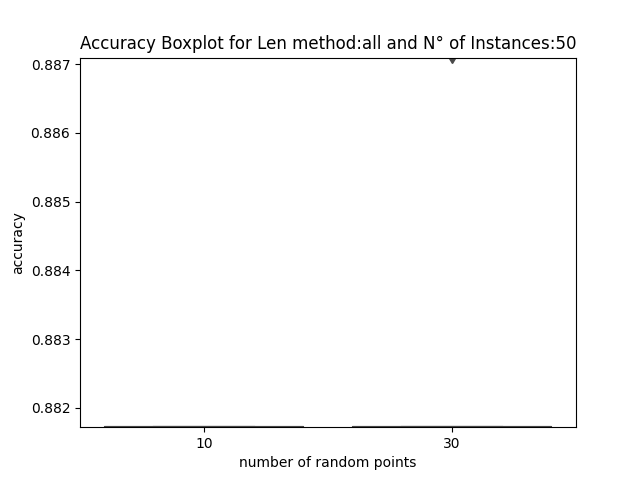 Accuracy Boxplot for Len method:all and N° of Instances:50
0.887
0.886
0.885
0.884
0.883
0.882
accuracy
10 30
number of random points